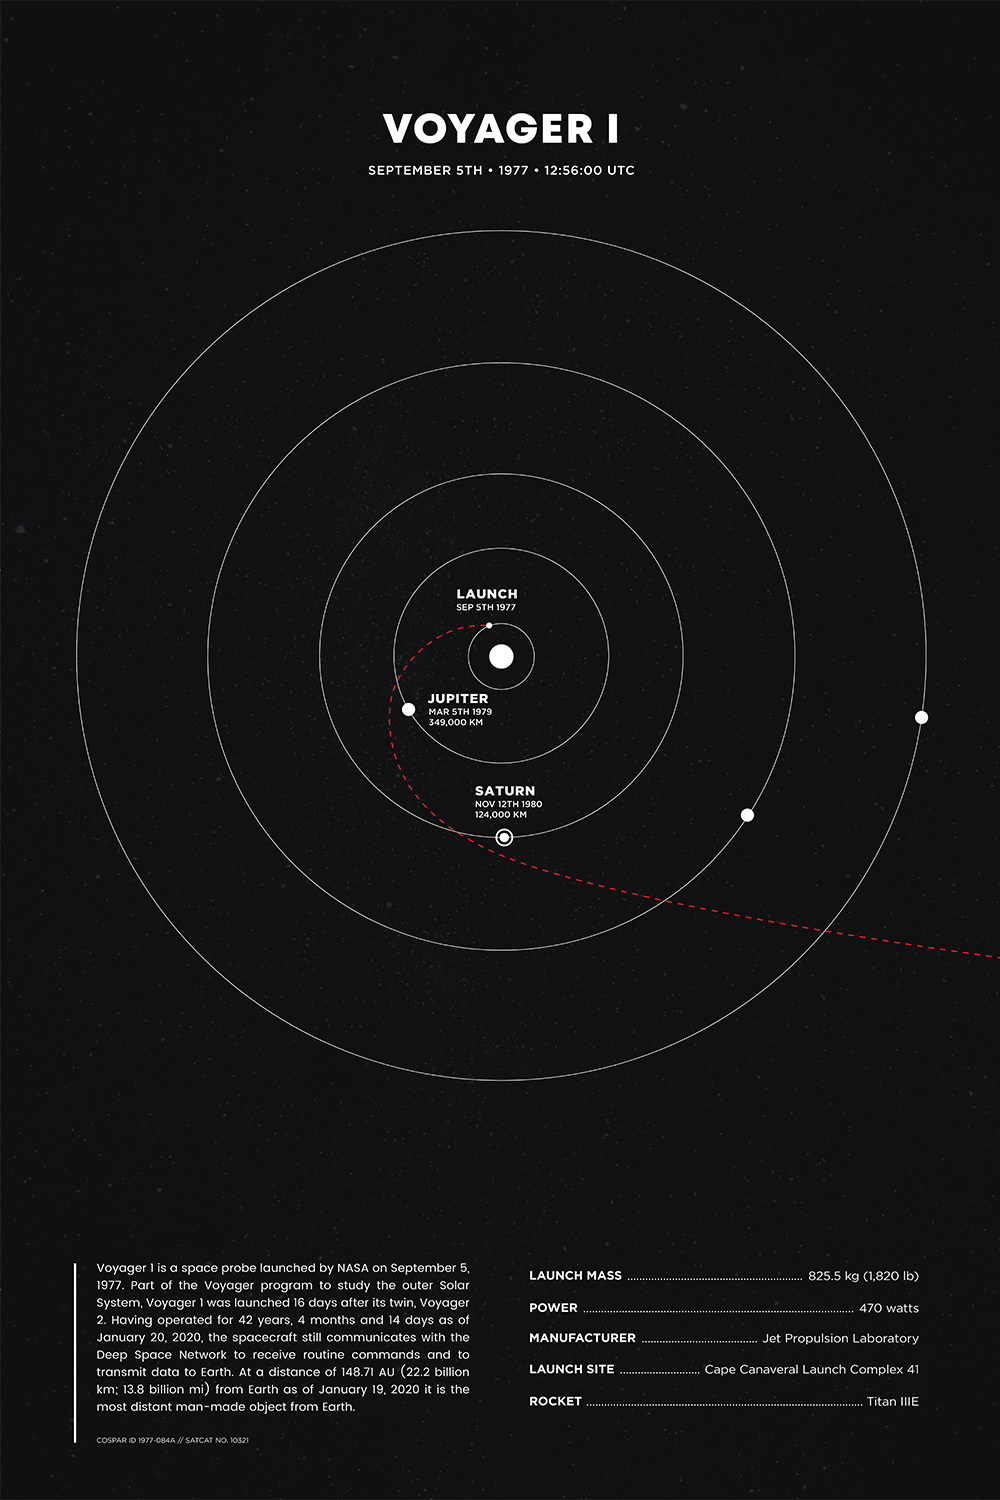 VOYAGER I
SEPTEMBER 5TH • 1977 • 12:56:00 UTC
LAUNCH
SEP 5TH 1977
JUPITER
MAR 5TH 1979
349,000 KM
SATURN
NOV 12TH 1980
124,000 KM
Voyager 1 is a space probe launched by NASA on September 5,
1977. Part of the Voyager program to study the outer Solar
System, Voyager 1 was launched 16 days after its twin, Voyager
2. Having operated for 42 years, 4 months and 14 days as of
January 20, 2020, the spacecraft still communicates with the
Deep Space Network to receive routine commands and to
transmit data to Earth. At a distance of 148.71 AU (22.2 billion
km; 13.8 billion mi) from Earth as of January 19, 2020 it is the
most distant man-made object from Earth.
COSPAR ID 1977-084A // SATCAT NO. 10321
LAUNCH MASS 825.5 kg (1,820 lb)
POWER 470 watts
MANUFACTURER Jet Propulsion Laboratory
LAUNCH SITE Cape Canaveral Launch Complex 41
ROCKET Titan IIIE